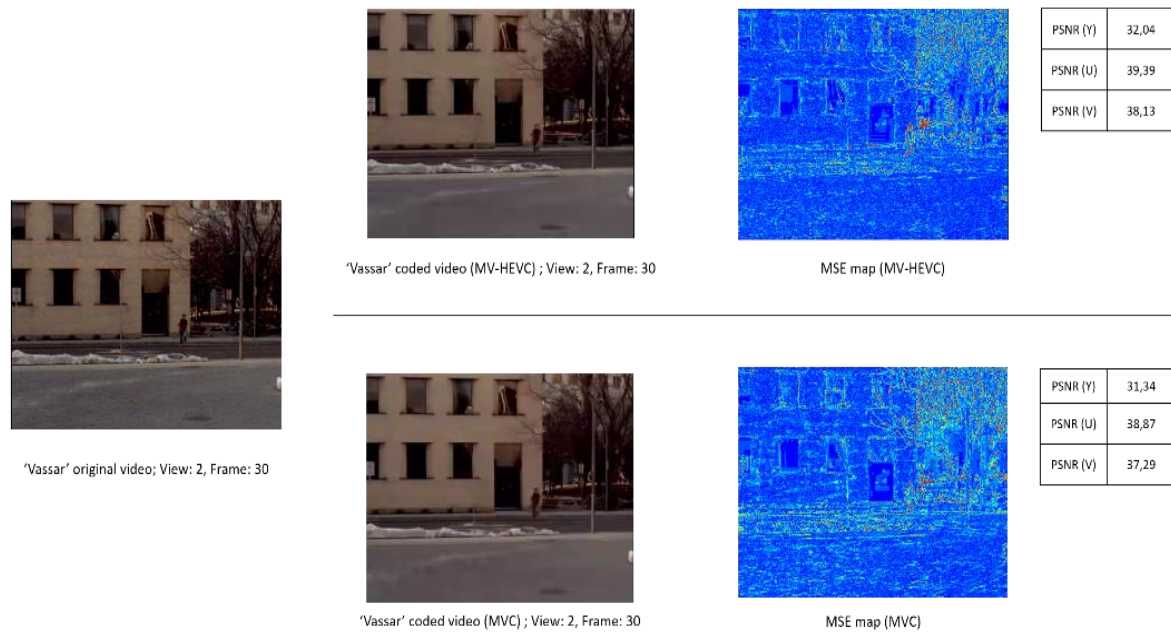 PSNR (Y) 32,04
PSNR (U) 39,39
PSNR (V) 38,13
'Vassar' coded video (MV-HEVC) ; View: 2, Frame: 30
MSE map (MV-HEVC)
'Vassar' original video; View: 2, Frame: 30
PSNR (Y) 31,34
PSNR (U) 38,87
PSNR (V) 37,29
'Vassar' coded video (MVC) ; View: 2, Frame: 30
MSE map (MVC)